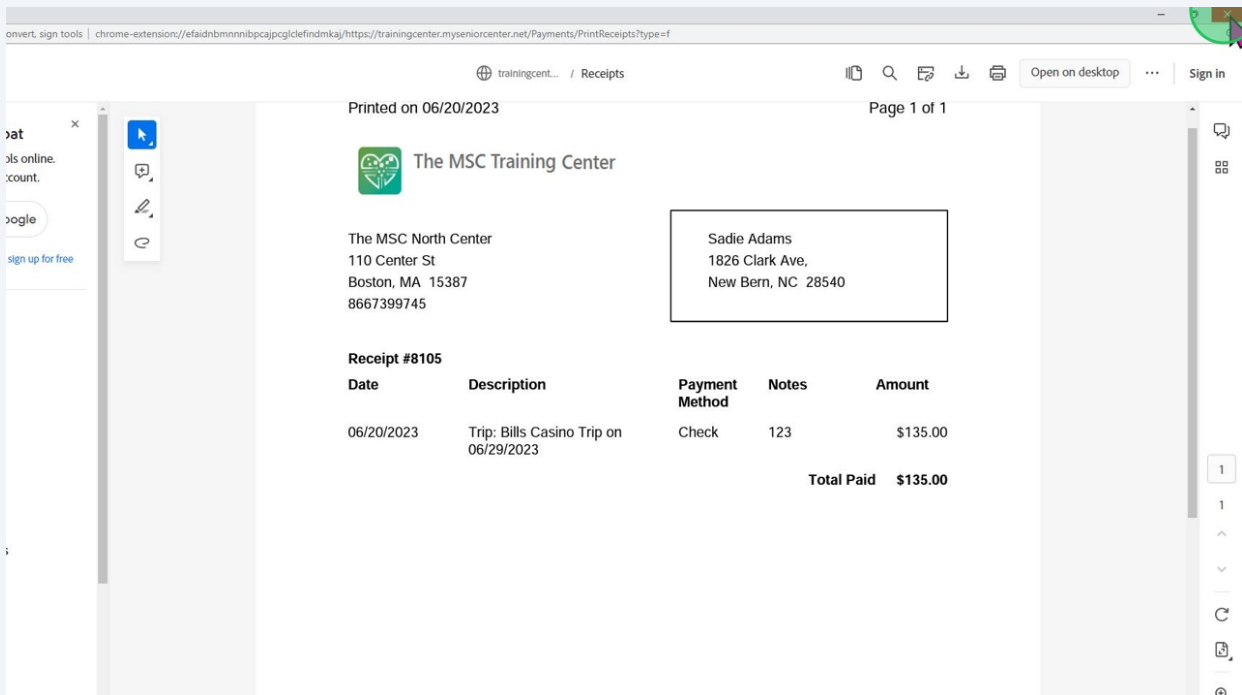 onvert, sign tools | chrome-extension://efaidnbmnnnibpcajpcglclefindmkaj/https://trainingcenter.myseniorcenter.net/Payments/PrintReceipts?type=f
trainingcent... / Receipts
Open on desktop
Sign in
bat
ols online.
ccount.
oogle
sign up for free
s
Printed on 06/20/2023 Page 1 of 1
The MSC Training Center
The MSC North Center
110 Center St
Boston, MA 15387
8667399745
Sadie Adams
1826 Clark Ave,
New Bern, NC 28540
Receipt #8105
Date Description Payment Method Notes Amount
06/20/2023 Trip: Bills Casino Trip on Check 123 $135.00
06/29/2023
Total Paid $135.00
1
1